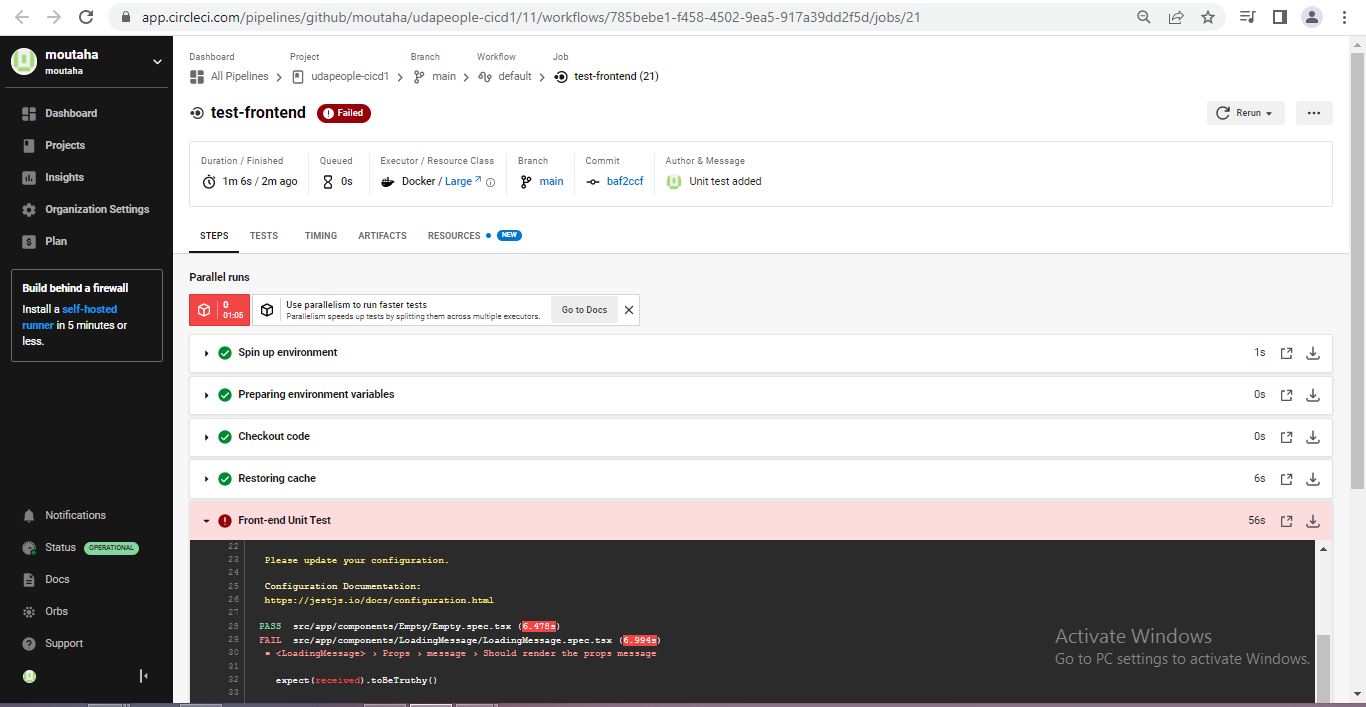 app.circleci.com/pipelines/github/moutaha/udapeople-cicd1/11/workflows/785bebe1-f458-4502-9ea5-917a39dd2f5d/jobs/21
moutaha
moutaha
Dashboard
Projects
Insights
Organization Settings
Plan
Build behind a firewall
Install a self-hosted
runner in 5 minutes or
less.
Notifications
Status OPERATIONAL
Docs
Orbs
Support
Dashboard Project Branch Workflow Job
All Pipelines udapeople-cicd1 main default test-frontend (21)
test-frontend Failed
Rerun
Duration / Finished Queued Executor / Resource Class Branch Commit Author & Message
1m 6s / 2m ago 0s Docker / Large main baf2ccf Unit test added
STEPS TESTS TIMING ARTIFACTS RESOURCES NEW
Parallel runs
0
01:05
Use parallelism to run faster tests
Parallelism speeds up tests by splitting them across multiple executors.
Go to Docs
Spin up environment 1s
Preparing environment variables 0s
Checkout code 0s
Restoring cache 6s
Front-end Unit Test 56s
22
23 Please update your configuration.
24
25 Configuration Documentation:
26 https://jestjs.io/docs/configuration.html
27
28 PASS src/app/components/Empty/Empty.spec.tsx (6.478s)
29 FAIL src/app/components/LoadingMessage/LoadingMessage.spec.tsx (6.994s)
30 ● <LoadingMessage> › Props › message › Should render the props message
31
32 expect(received).toBeTruthy()
33
Activate Windows
Go to PC settings to activate Windows.